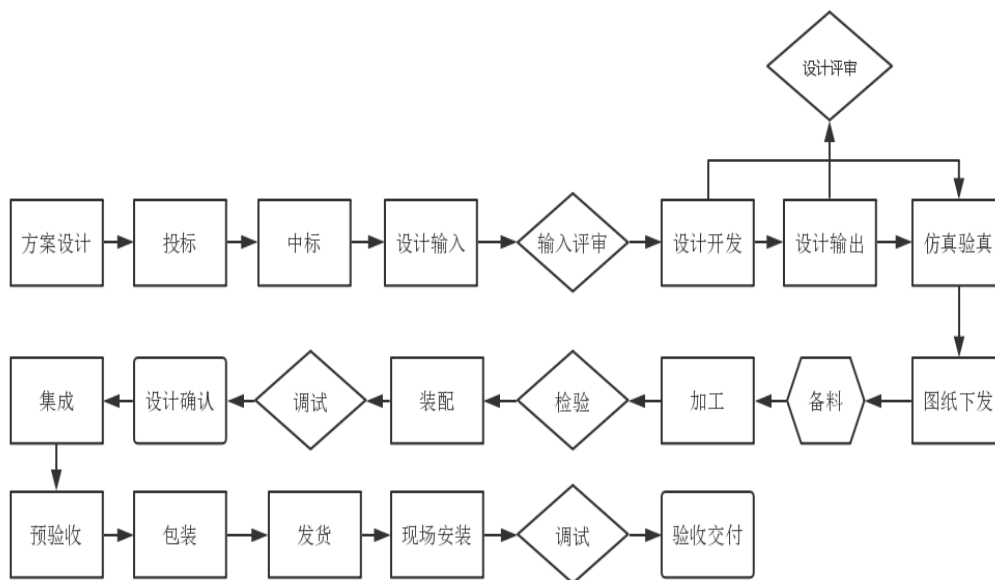 设计评审
方案设计
投标
中标
设计输入
输入评审
设计开发
设计输出
仿真验真
集成
设计确认
调试
装配
检验
加工
备料
图纸下发
预验收
包装
发货
现场安装
调试
验收交付